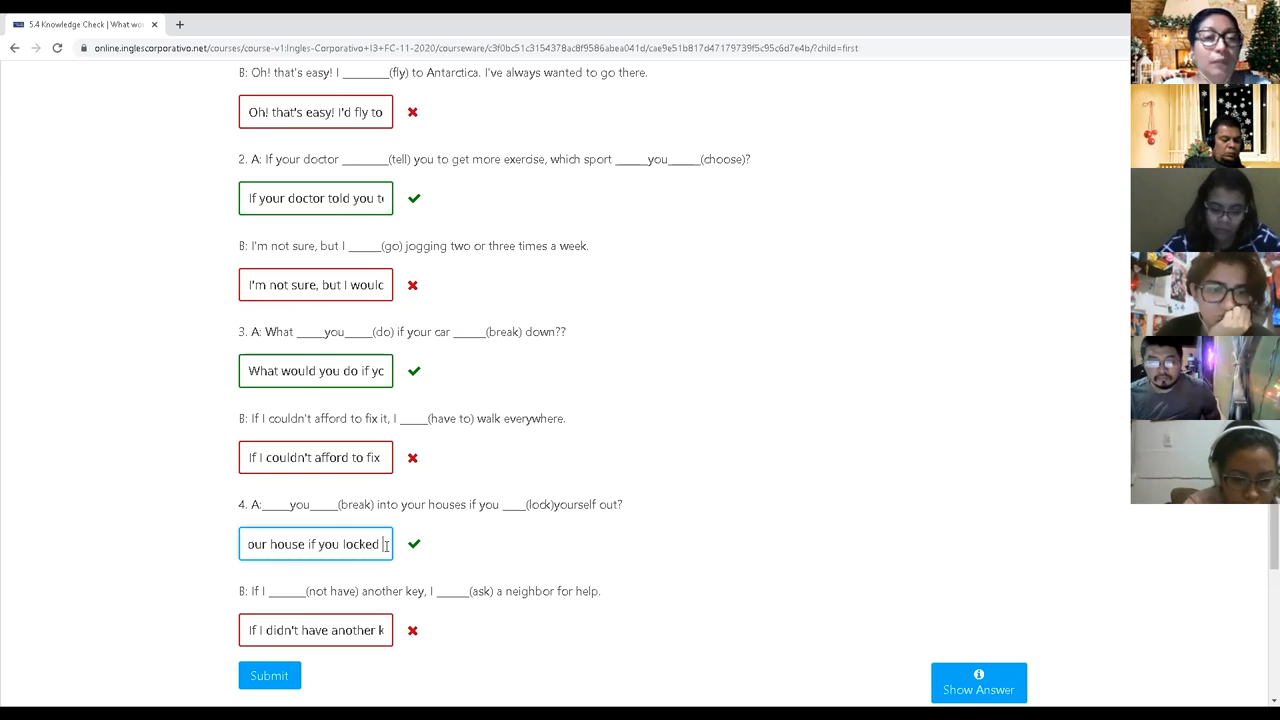 5.4 Knowledge Check | What wo
online.inglescorporativo.net/courses/course-v1:Ingles-Corporativo+I3+FC-11-2020/courseware/c3f0bc51c3154378ac8f9586abea041d/cae9e51b817d47179739f5c95c6d7e4b/?child=first
B: Oh! that's easy! I _______(fly) to Antarctica. I've always wanted to go there.
Oh! that's easy! I'd fly to
2. A: If your doctor _______(tell) you to get more exercise, which sport _____you_____(choose)?
If your doctor told you to
B: I'm not sure, but I _____(go) jogging two or three times a week.
I'm not sure, but I would
3. A: What ____you____(do) if your car _____(break) down??
What would you do if yo
B: If I couldn't afford to fix it, I ____(have to) walk everywhere.
If I couldn't afford to fix
4. A:____you____(break) into your houses if you ___(lock)yourself out?
our house if you locked
B: If I ______(not have) another key, I _____(ask) a neighbor for help.
If I didn't have another k
Submit
Show Answer